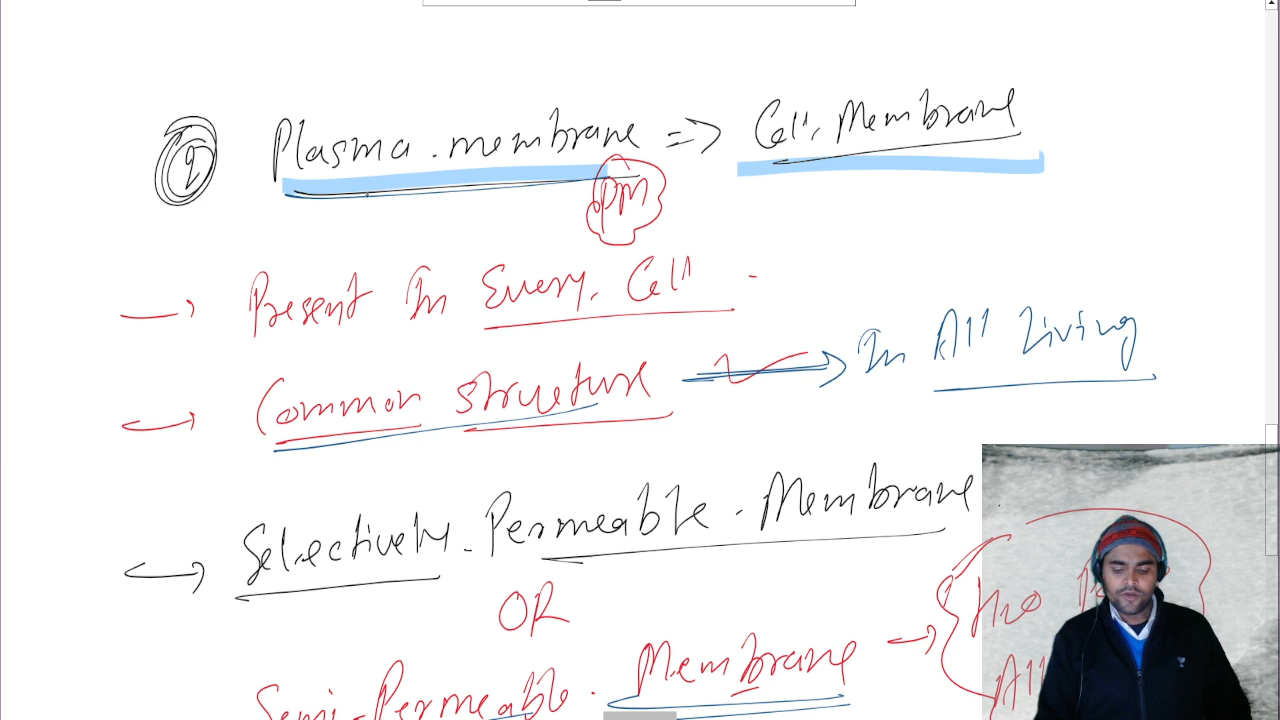 2 Plasma membrane => Cell Membrane
PM
→ Present In Every Cell
→ Common structure => In All Living
→ Selectively Permeable Membrane
OR
Semi-Permeable Membrane →
All